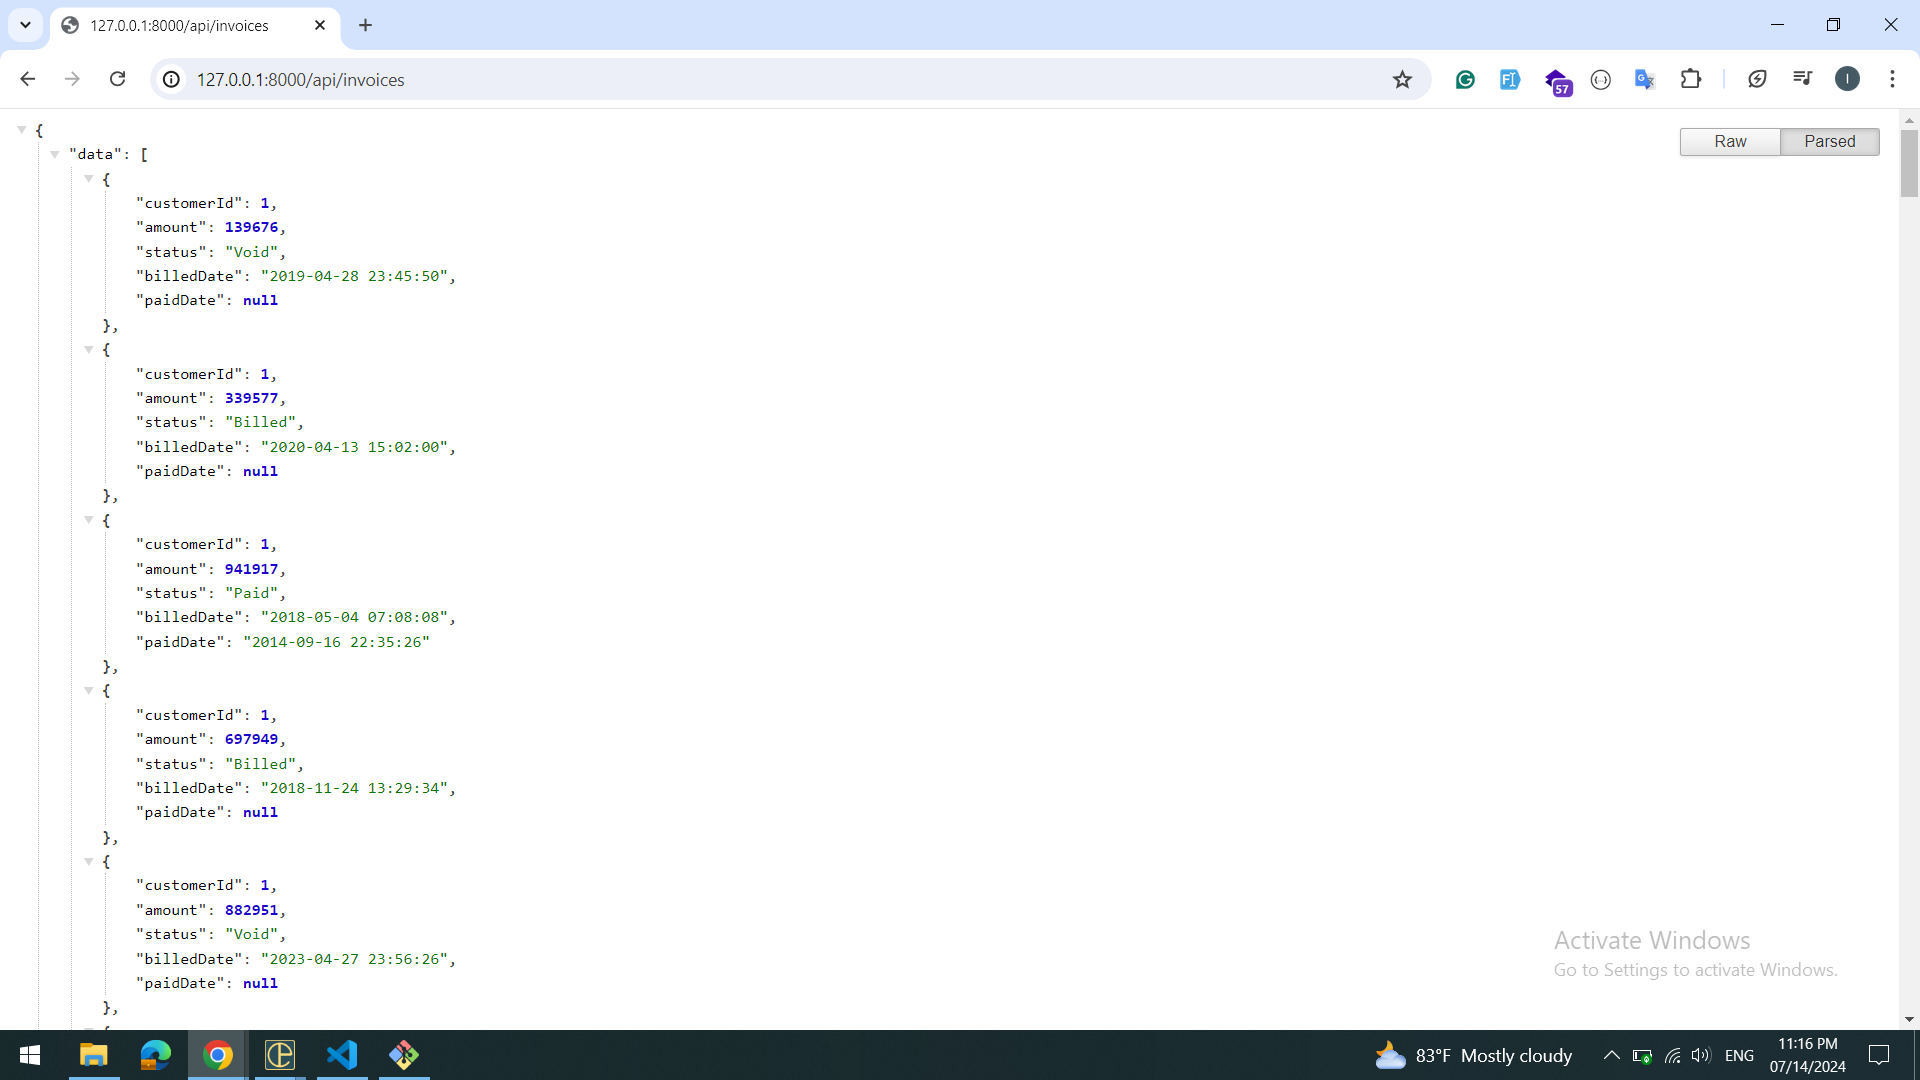 127.0.0.1:8000/api/invoices
127.0.0.1:8000/api/invoices
57
I
Raw
Parsed
{
"data": [
{
"customerId": 1,
"amount": 139676,
"status": "Void",
"billedDate": "2019-04-28 23:45:50",
"paidDate": null
},
{
"customerId": 1,
"amount": 339577,
"status": "Billed",
"billedDate": "2020-04-13 15:02:00",
"paidDate": null
},
{
"customerId": 1,
"amount": 941917,
"status": "Paid",
"billedDate": "2018-05-04 07:08:08",
"paidDate": "2014-09-16 22:35:26"
},
{
"customerId": 1,
"amount": 697949,
"status": "Billed",
"billedDate": "2018-11-24 13:29:34",
"paidDate": null
},
{
"customerId": 1,
"amount": 882951,
"status": "Void",
"billedDate": "2023-04-27 23:56:26",
"paidDate": null
},
Activate Windows
Go to Settings to activate Windows.
83°F Mostly cloudy
ENG
11:16 PM
07/14/2024